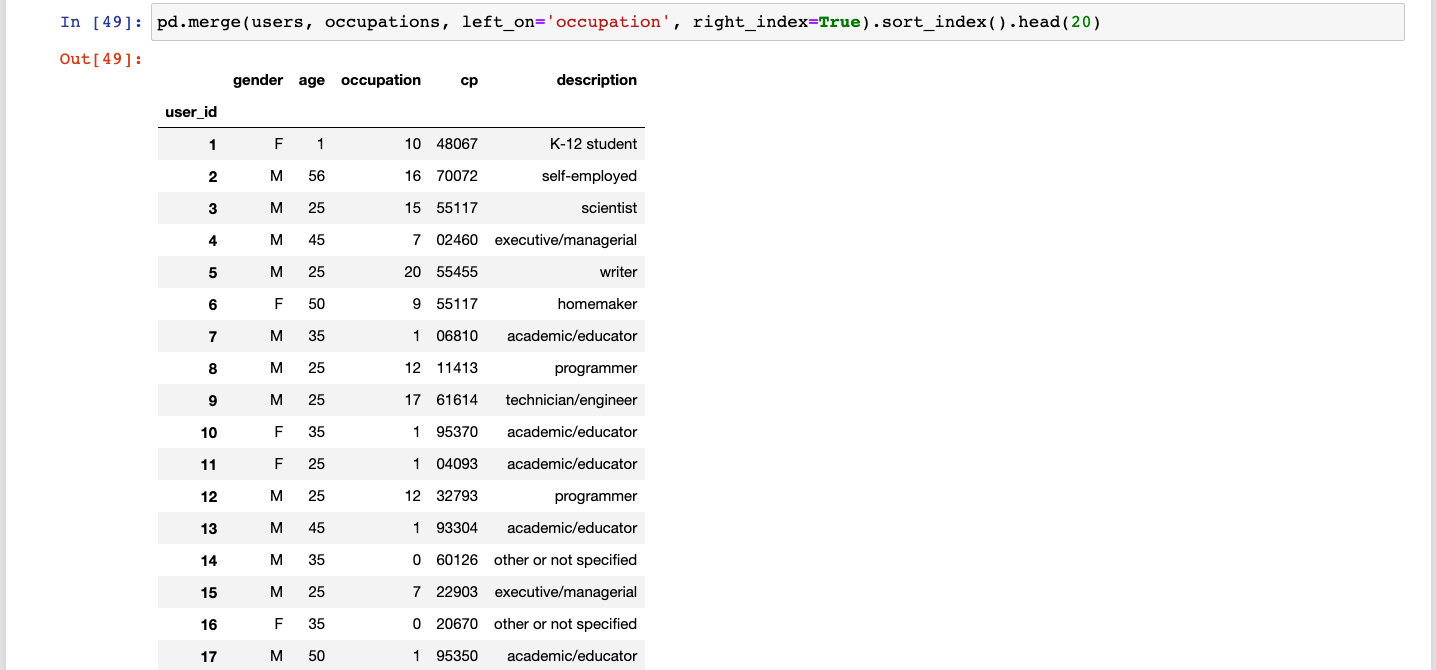 In [49]: pd.merge(users, occupations, left_on='occupation', right_index=True).sort_index().head(20)
Out[49]:
gender age occupation cp description
user_id
1 F 1 10 48067 K-12 student
2 M 56 16 70072 self-employed
3 M 25 15 55117 scientist
4 M 45 7 02460 executive/managerial
5 M 25 20 55455 writer
6 F 50 9 55117 homemaker
7 M 35 1 06810 academic/educator
8 M 25 12 11413 programmer
9 M 25 17 61614 technician/engineer
10 F 35 1 95370 academic/educator
11 F 25 1 04093 academic/educator
12 M 25 12 32793 programmer
13 M 45 1 93304 academic/educator
14 M 35 0 60126 other or not specified
15 M 25 7 22903 executive/managerial
16 F 35 0 20670 other or not specified
17 M 50 1 95350 academic/educator